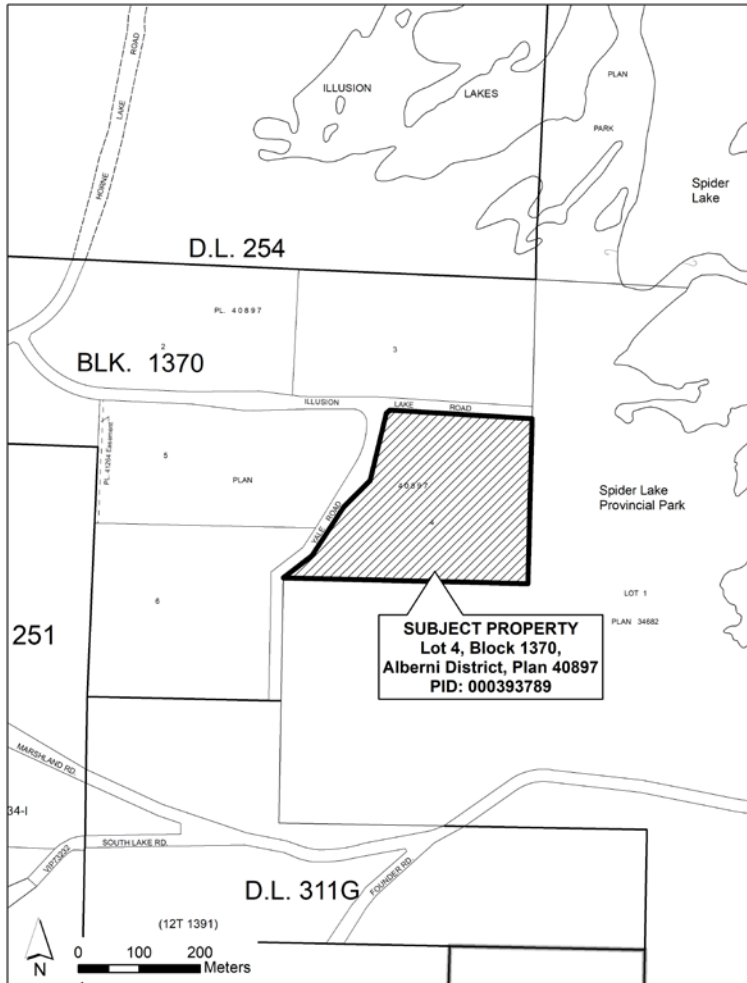 HORNE LAKE ROAD
ILLUSION LAKES
PLAN
PARK
Spider
Lake
D.L. 254
PL. 40897
2
3
BLK. 1370
ILLUSION LAKE ROAD
PL. 41264 Easement
5
PLAN
40897
4
YALE ROAD
Spider Lake
Provincial Park
6
LOT 1
PLAN 34682
251
SUBJECT PROPERTY
Lot 4, Block 1370,
Alberni District, Plan 40897
PID: 000393789
MARSHLAND RD.
34-I
SOUTH LAKE RD.
VIP73232
FOUNDER RD.
D.L. 311G
(12T 1391)
N
0 100 200
Meters